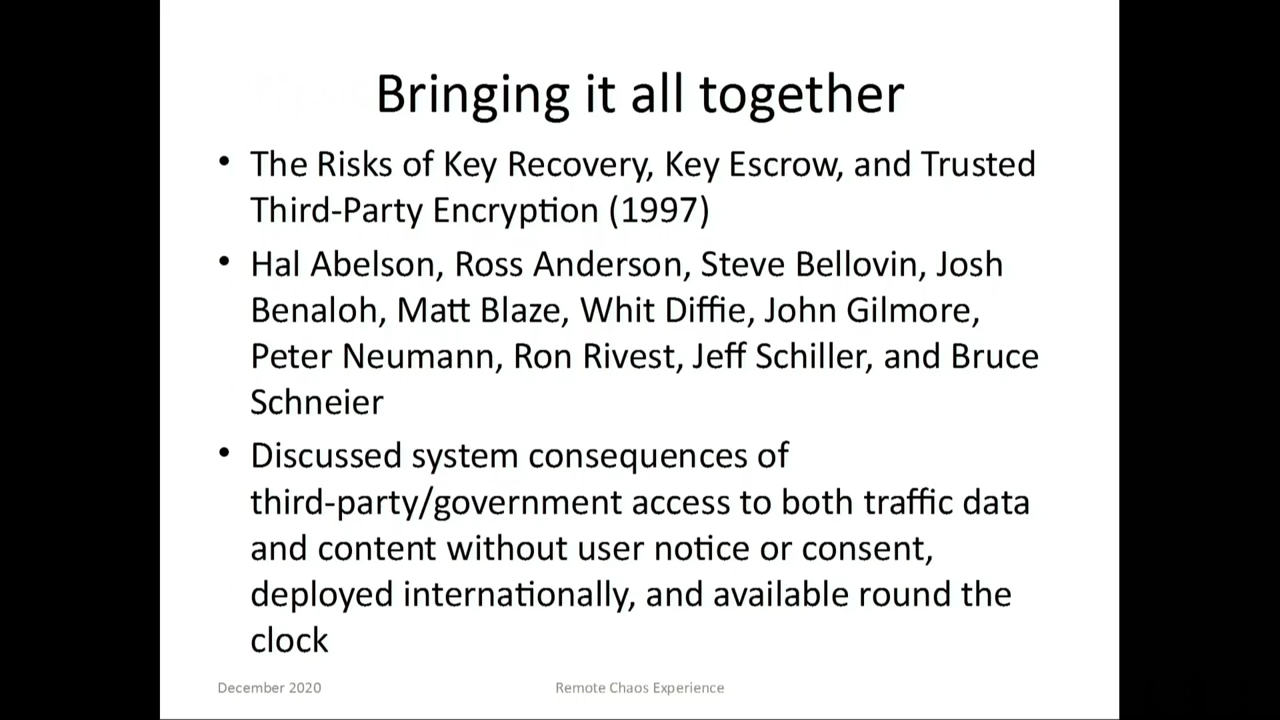 Bringing it all together
• The Risks of Key Recovery, Key Escrow, and Trusted
Third-Party Encryption (1997)
• Hal Abelson, Ross Anderson, Steve Bellovin, Josh
Benaloh, Matt Blaze, Whit Diffie, John Gilmore,
Peter Neumann, Ron Rivest, Jeff Schiller, and Bruce
Schneier
• Discussed system consequences of
third-party/government access to both traffic data
and content without user notice or consent,
deployed internationally, and available round the
clock
December 2020
Remote Chaos Experience